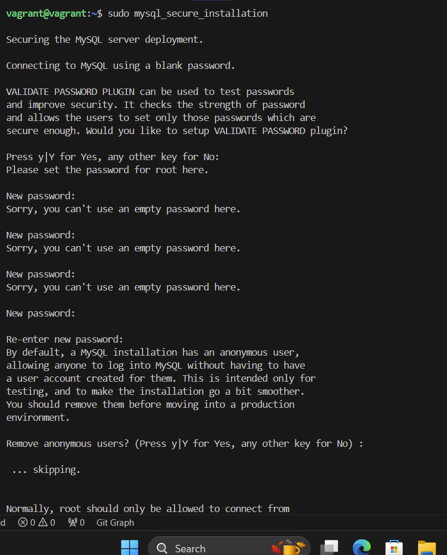 vagrant@vagrant:~$ sudo mysql_secure_installation
Securing the MySQL server deployment.
Connecting to MySQL using a blank password.
VALIDATE PASSWORD PLUGIN can be used to test passwords
and improve security. It checks the strength of password
and allows the users to set only those passwords which are
secure enough. Would you like to setup VALIDATE PASSWORD plugin?
Press y|Y for Yes, any other key for No:
Please set the password for root here.
New password:
Sorry, you can't use an empty password here.
New password:
Sorry, you can't use an empty password here.
New password:
Sorry, you can't use an empty password here.
New password:
Re-enter new password:
By default, a MySQL installation has an anonymous user,
allowing anyone to log into MySQL without having to have
a user account created for them. This is intended only for
testing, and to make the installation go a bit smoother.
You should remove them before moving into a production
environment.
Remove anonymous users? (Press y|Y for Yes, any other key for No) :
... skipping.
Normally, root should only be allowed to connect from
d 0 0 0 Git Graph
Search